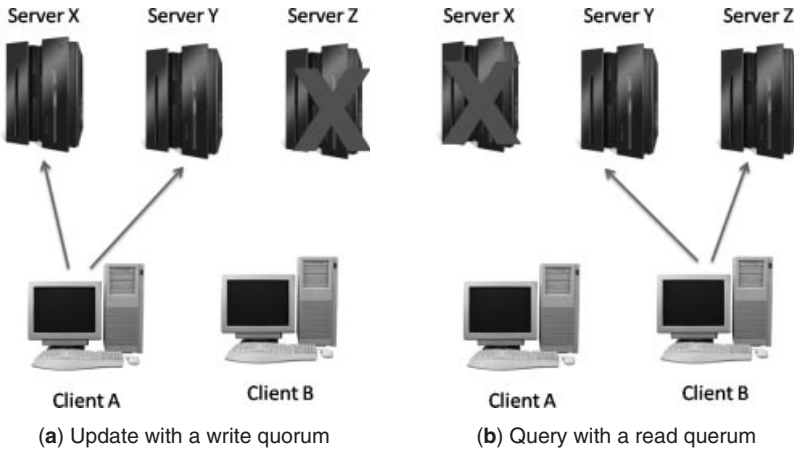 Server X Server Y Server Z
Client A Client B
(a) Update with a write quorum
Server X Server Y Server Z
Client A Client B
(b) Query with a read querum